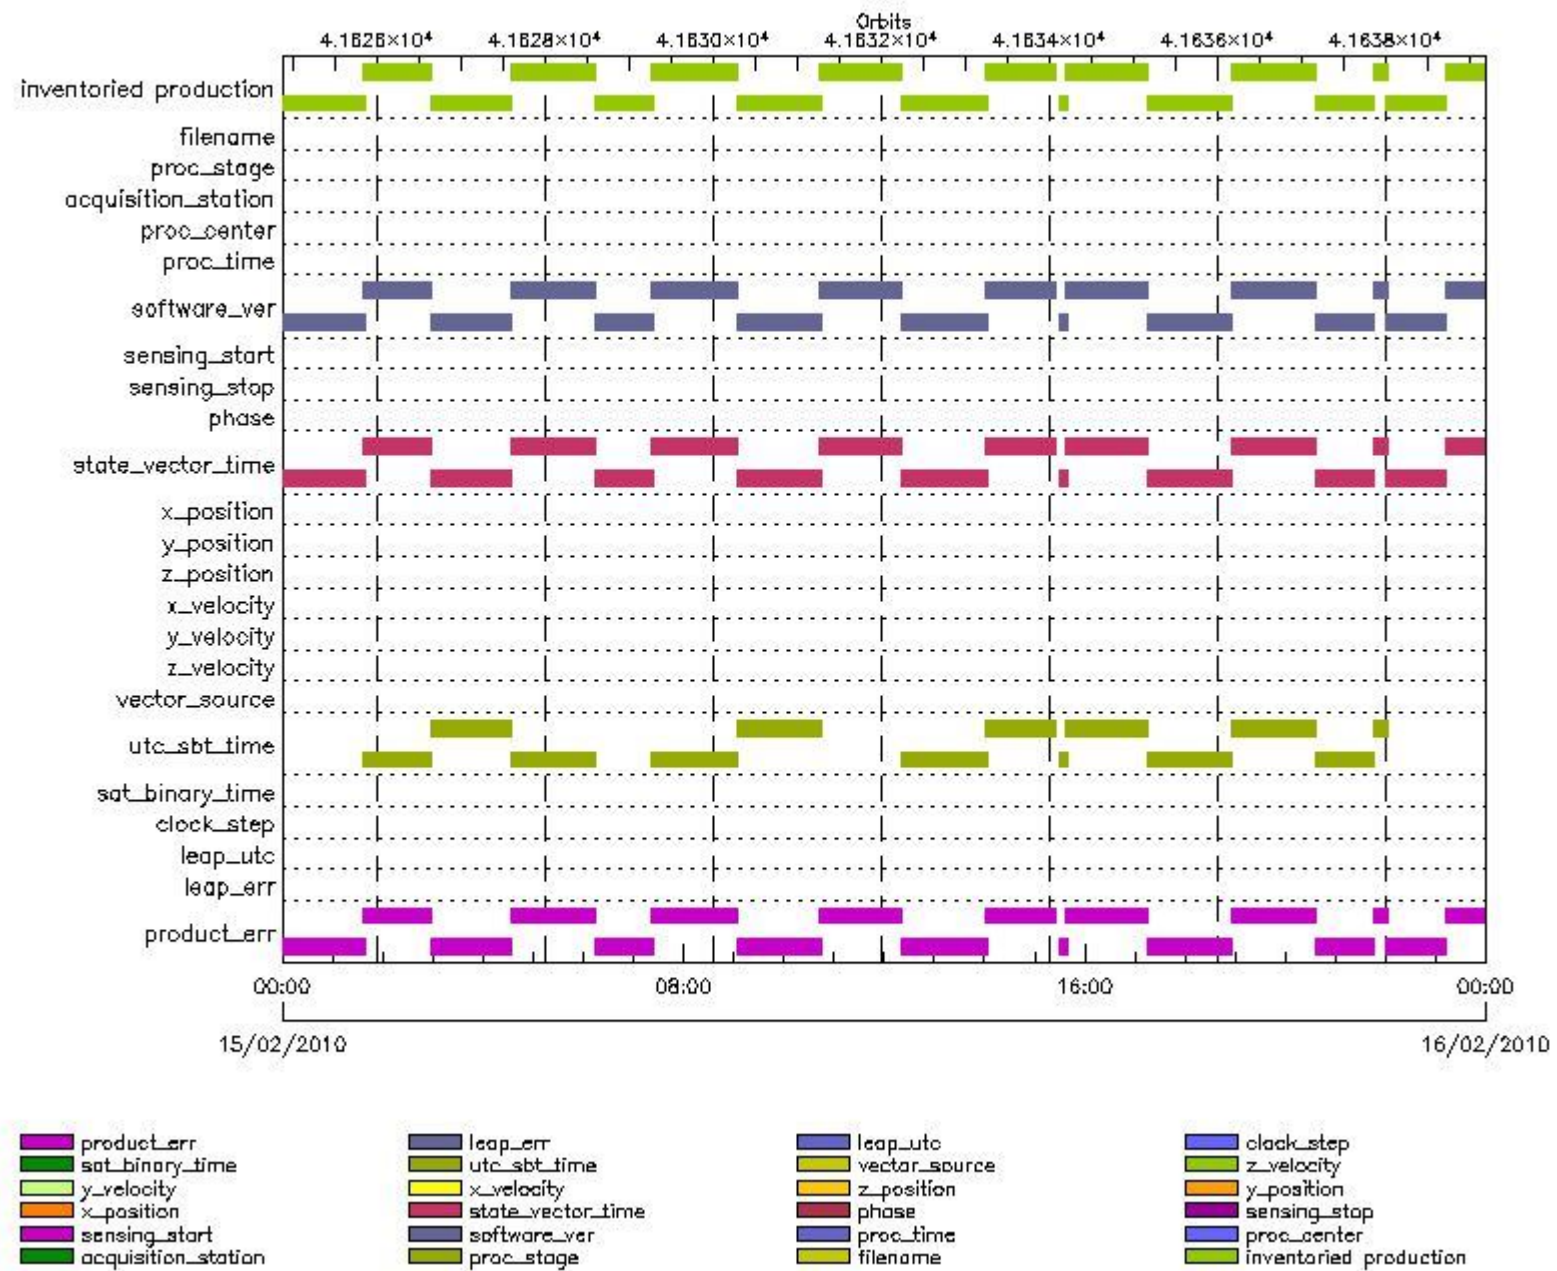 Orbits
4.1626×10⁴ 4.1628×10⁴ 4.1630×10⁴ 4.1632×10⁴ 4.1634×10⁴ 4.1636×10⁴ 4.1638×10⁴
inventoried production
filename
proc_stage
acquisition_station
proc_center
proc_time
software_ver
sensing_start
sensing_stop
phase
state_vector_time
x_position
y_position
z_position
x_velocity
y_velocity
z_velocity
vector_source
utc_sbt_time
sat_binary_time
clock_step
leap_utc
leap_err
product_err
00:00 08:00 16:00 00:00
15/02/2010 16/02/2010
product_err leap_err leap_utc clock_step
sat_binary_time utc_sbt_time vector_source z_velocity
y_velocity x_velocity z_position y_position
x_position state_vector_time phase sensing_stop
sensing_start software_ver proc_time proc_center
acquisition_station proc_stage filename inventoried production